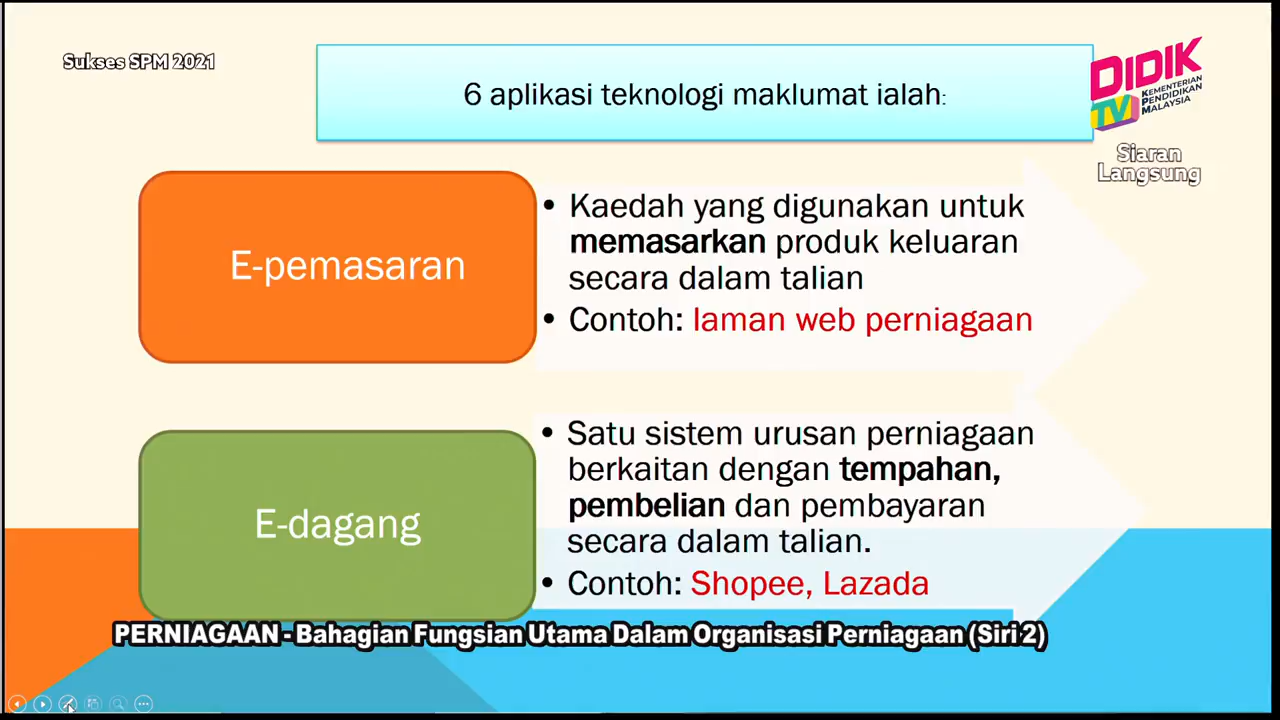 Sukses SPM 2021
6 aplikasi teknologi maklumat ialah:
DIDIK
TV
KEMENTERIAN
PENDIDIKAN
MALAYSIA
Siaran
Langsung
E-pemasaran
• Kaedah yang digunakan untuk
memasarkan produk keluaran
secara dalam talian
• Contoh: laman web perniagaan
E-dagang
• Satu sistem urusan perniagaan
berkaitan dengan tempahan,
pembelian dan pembayaran
secara dalam talian.
• Contoh: Shopee, Lazada
PERNIAGAAN - Bahagian Fungsian Utama Dalam Organisasi Perniagaan (Siri 2)